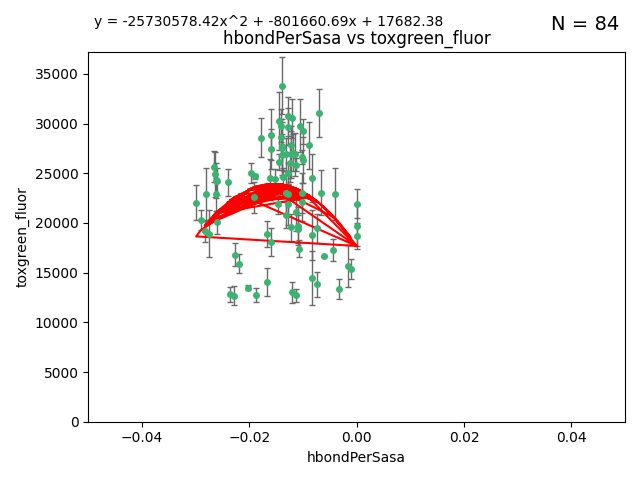 y = -25730578.42x^2 + -801660.69x + 17682.38
N = 84
hbondPerSasa vs toxgreen_fluor
35000
30000
25000
20000
15000
10000
5000
0
toxgreen_fluor
−0.04
−0.02
0.00
0.02
0.04
hbondPerSasa